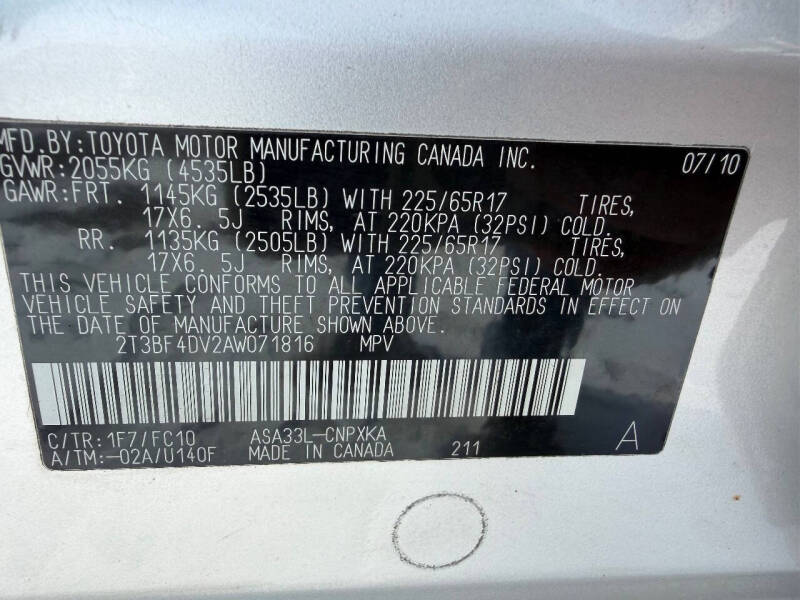 MFD.BY:TOYOTA MOTOR MANUFACTURING CANADA INC. 07/10
GVWR:2055KG (4535LB)
GAWR:FRT. 1145KG (2535LB) WITH 225/65R17 TIRES,
17X6. 5J RIMS, AT 220KPA (32PSI) COLD.
RR. 1135KG (2505LB) WITH 225/65R17 TIRES,
17X6. 5J RIMS, AT 220KPA (32PSI) COLD.
THIS VEHICLE CONFORMS TO ALL APPLICABLE FEDERAL MOTOR
VEHICLE SAFETY AND THEFT PREVENTION STANDARDS IN EFFECT ON
THE DATE OF MANUFACTURE SHOWN ABOVE.
2T3BF4DV2AW071816 MPV
C/TR:1F7/FC10 ASA33L-CNPXKA A
A/TM:-02A/U140F MADE IN CANADA 211